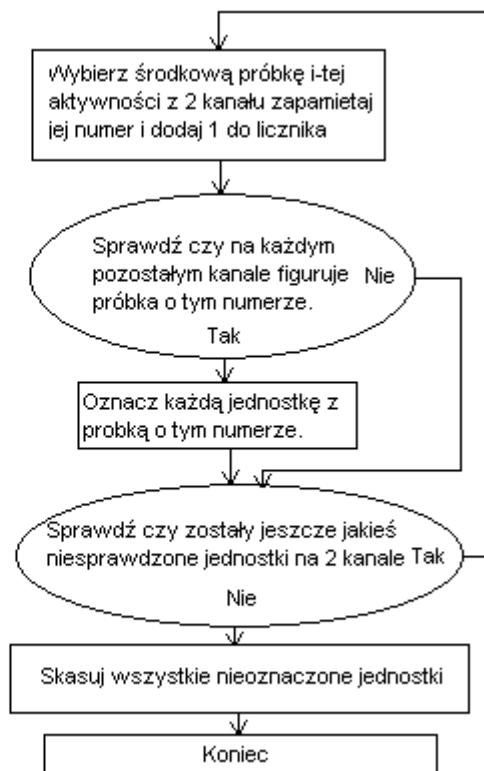 Wybierz środkową próbkę i-tej
aktywności z 2 kanału zapamietaj
jej numer i dodaj 1 do licznika
Sprawdź czy na każdym
pozostałym kanale figuruje
próbka o tym numerze.
Nie
Tak
Oznacz każdą jednostkę z
probką o tym numerze.
Sprawdź czy zostały jeszcze jakieś
niesprawdzone jednostki na 2 kanale
Tak
Nie
Skasuj wszystkie nieoznaczone jednostki
Koniec